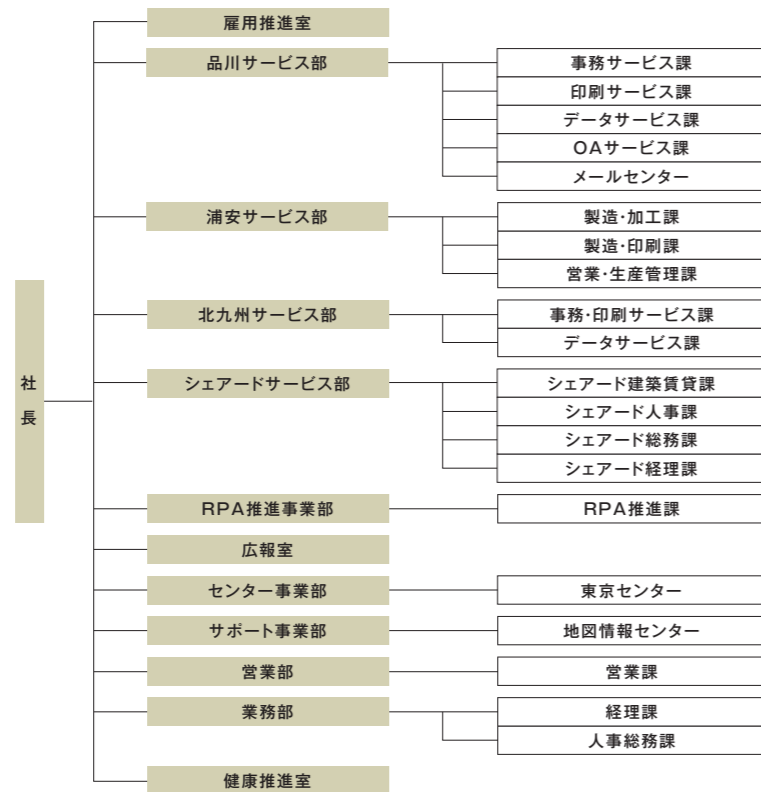 社長
雇用推進室
品川サービス部
事務サービス課
印刷サービス課
データサービス課
OAサービス課
メールセンター
浦安サービス部
製造・加工課
製造・印刷課
営業・生産管理課
北九州サービス部
事務・印刷サービス課
データサービス課
シェアードサービス部
シェアード建築賃貸課
シェアード人事課
シェアード総務課
シェアード経理課
RPA推進事業部
RPA推進課
広報室
センター事業部
東京センター
サポート事業部
地図情報センター
営業部
営業課
業務部
経理課
人事総務課
健康推進室